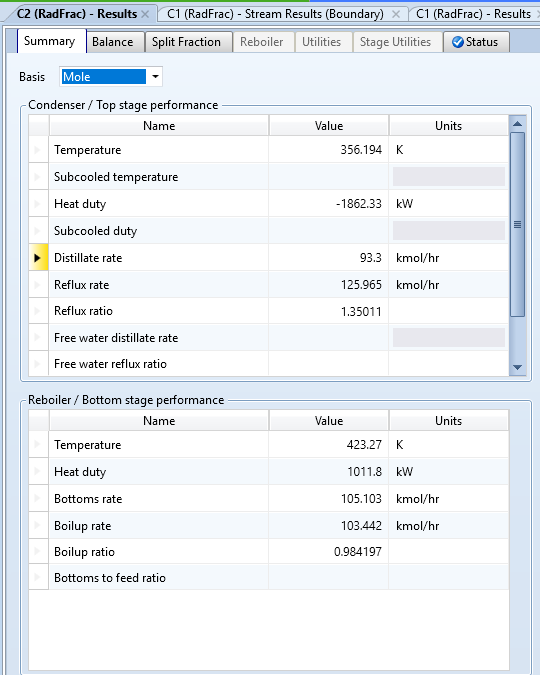 C2 (RadFrac) - Results C1 (RadFrac) - Stream Results (Boundary) C1 (RadFrac) - Results
Summary Balance Split Fraction Reboiler Utilities Stage Utilities Status
Basis Mole
Condenser / Top stage performance
Name Value Units
Temperature 356.194 K
Subcooled temperature
Heat duty -1862.33 kW
Subcooled duty
Distillate rate 93.3 kmol/hr
Reflux rate 125.965 kmol/hr
Reflux ratio 1.35011
Free water distillate rate
Free water reflux ratio
Reboiler / Bottom stage performance
Name Value Units
Temperature 423.27 K
Heat duty 1011.8 kW
Bottoms rate 105.103 kmol/hr
Boilup rate 103.442 kmol/hr
Boilup ratio 0.984197
Bottoms to feed ratio